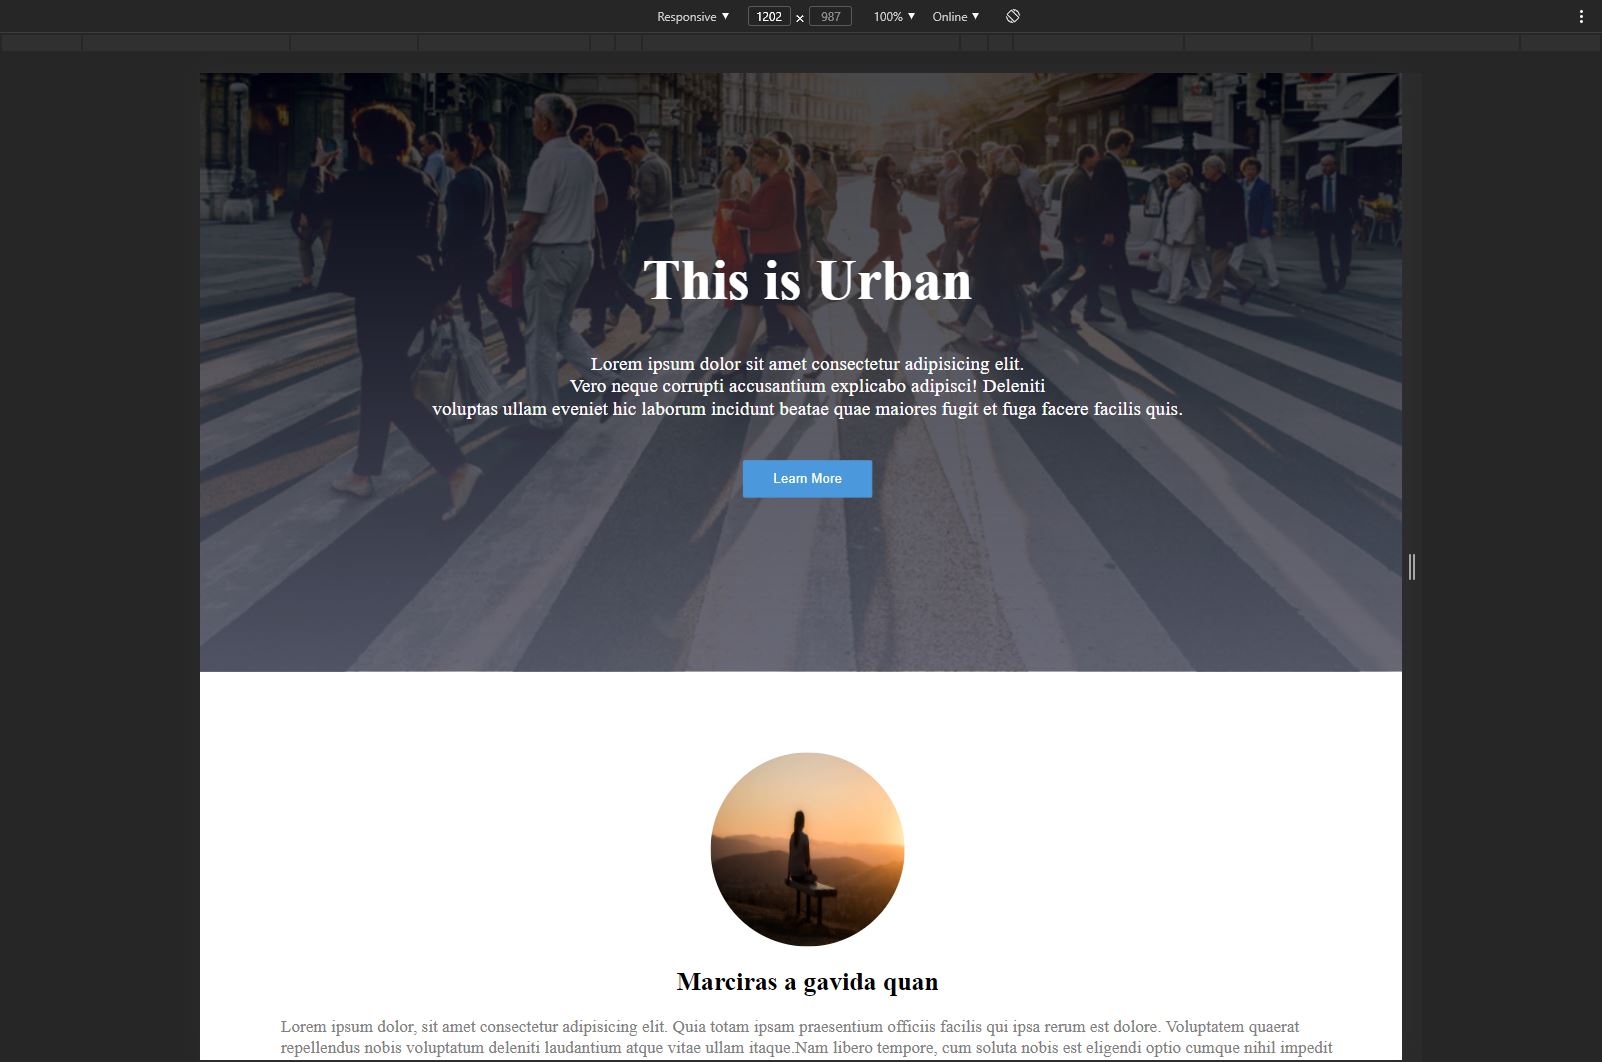 Responsive ▼ 1202 × 987 100% ▼ Online ▼
This is Urban
Lorem ipsum dolor sit amet consectetur adipisicing elit.
Vero neque corrupti accusantium explicabo adipisci! Deleniti
voluptas ullam eveniet hic laborum incidunt beatae quae maiores fugit et fuga facere facilis quis.
Learn More
Marciras a gavida quan
Lorem ipsum dolor, sit amet consectetur adipisicing elit. Quia totam ipsam praesentium officiis facilis qui ipsa rerum est dolore. Voluptatem quaerat
repellendus nobis voluptatum deleniti laudantium atque vitae ullam itaque.Nam libero tempore, cum soluta nobis est eligendi optio cumque nihil impedit